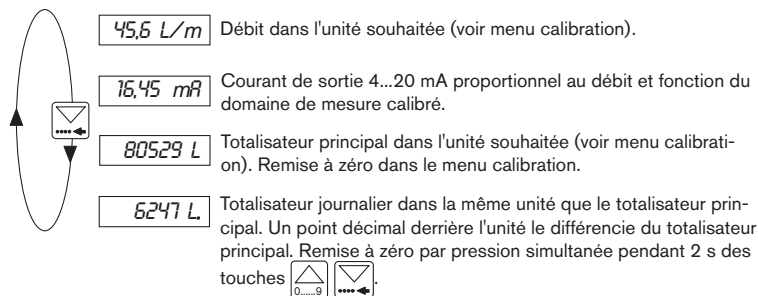 45,6 L/m
Débit dans l'unité souhaitée (voir menu calibration).
16,45 mA
Courant de sortie 4...20 mA proportionnel au débit et fonction du
domaine de mesure calibré.
80529 L
Totalisateur principal dans l'unité souhaitée (voir menu calibrati-
on). Remise à zéro dans le menu calibration.
6247 L.
Totalisateur journalier dans la même unité que le totalisateur prin-
cipal. Un point décimal derrière l'unité le différencie du totalisateur
principal. Remise à zéro par pression simultanée pendant 2 s des
touches 0......9 .